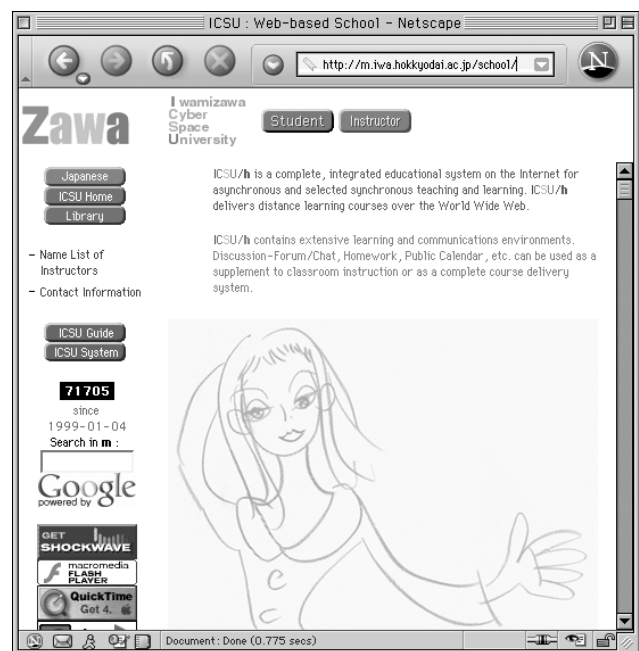 ICSU : Web-based School - Netscape
http://m.iwa.hokkyodai.ac.jp/school/
N
Zawa
Iwamizawa
Cyber
Space
University
Student
Instructor
Japanese
ICSU Home
Library
- Name List of
Instructors
- Contact Information
ICSU Guide
ICSU System
71705
since
1999-01-04
Search in m :
Google
powered by
GET
SHOCKWAVE
macromedia
FLASH
PLAYER
QuickTime
Get 4.
ICSU/h is a complete, integrated educational system on the Internet for
asynchronous and selected synchronous teaching and learning. ICSU/h
delivers distance learning courses over the World Wide Web.
ICSU/h contains extensive learning and communications environments.
Discussion-Forum/Chat, Homework, Public Calendar, etc. can be used as a
supplement to classroom instruction or as a complete course delivery
system.
Document: Done (0.775 secs)